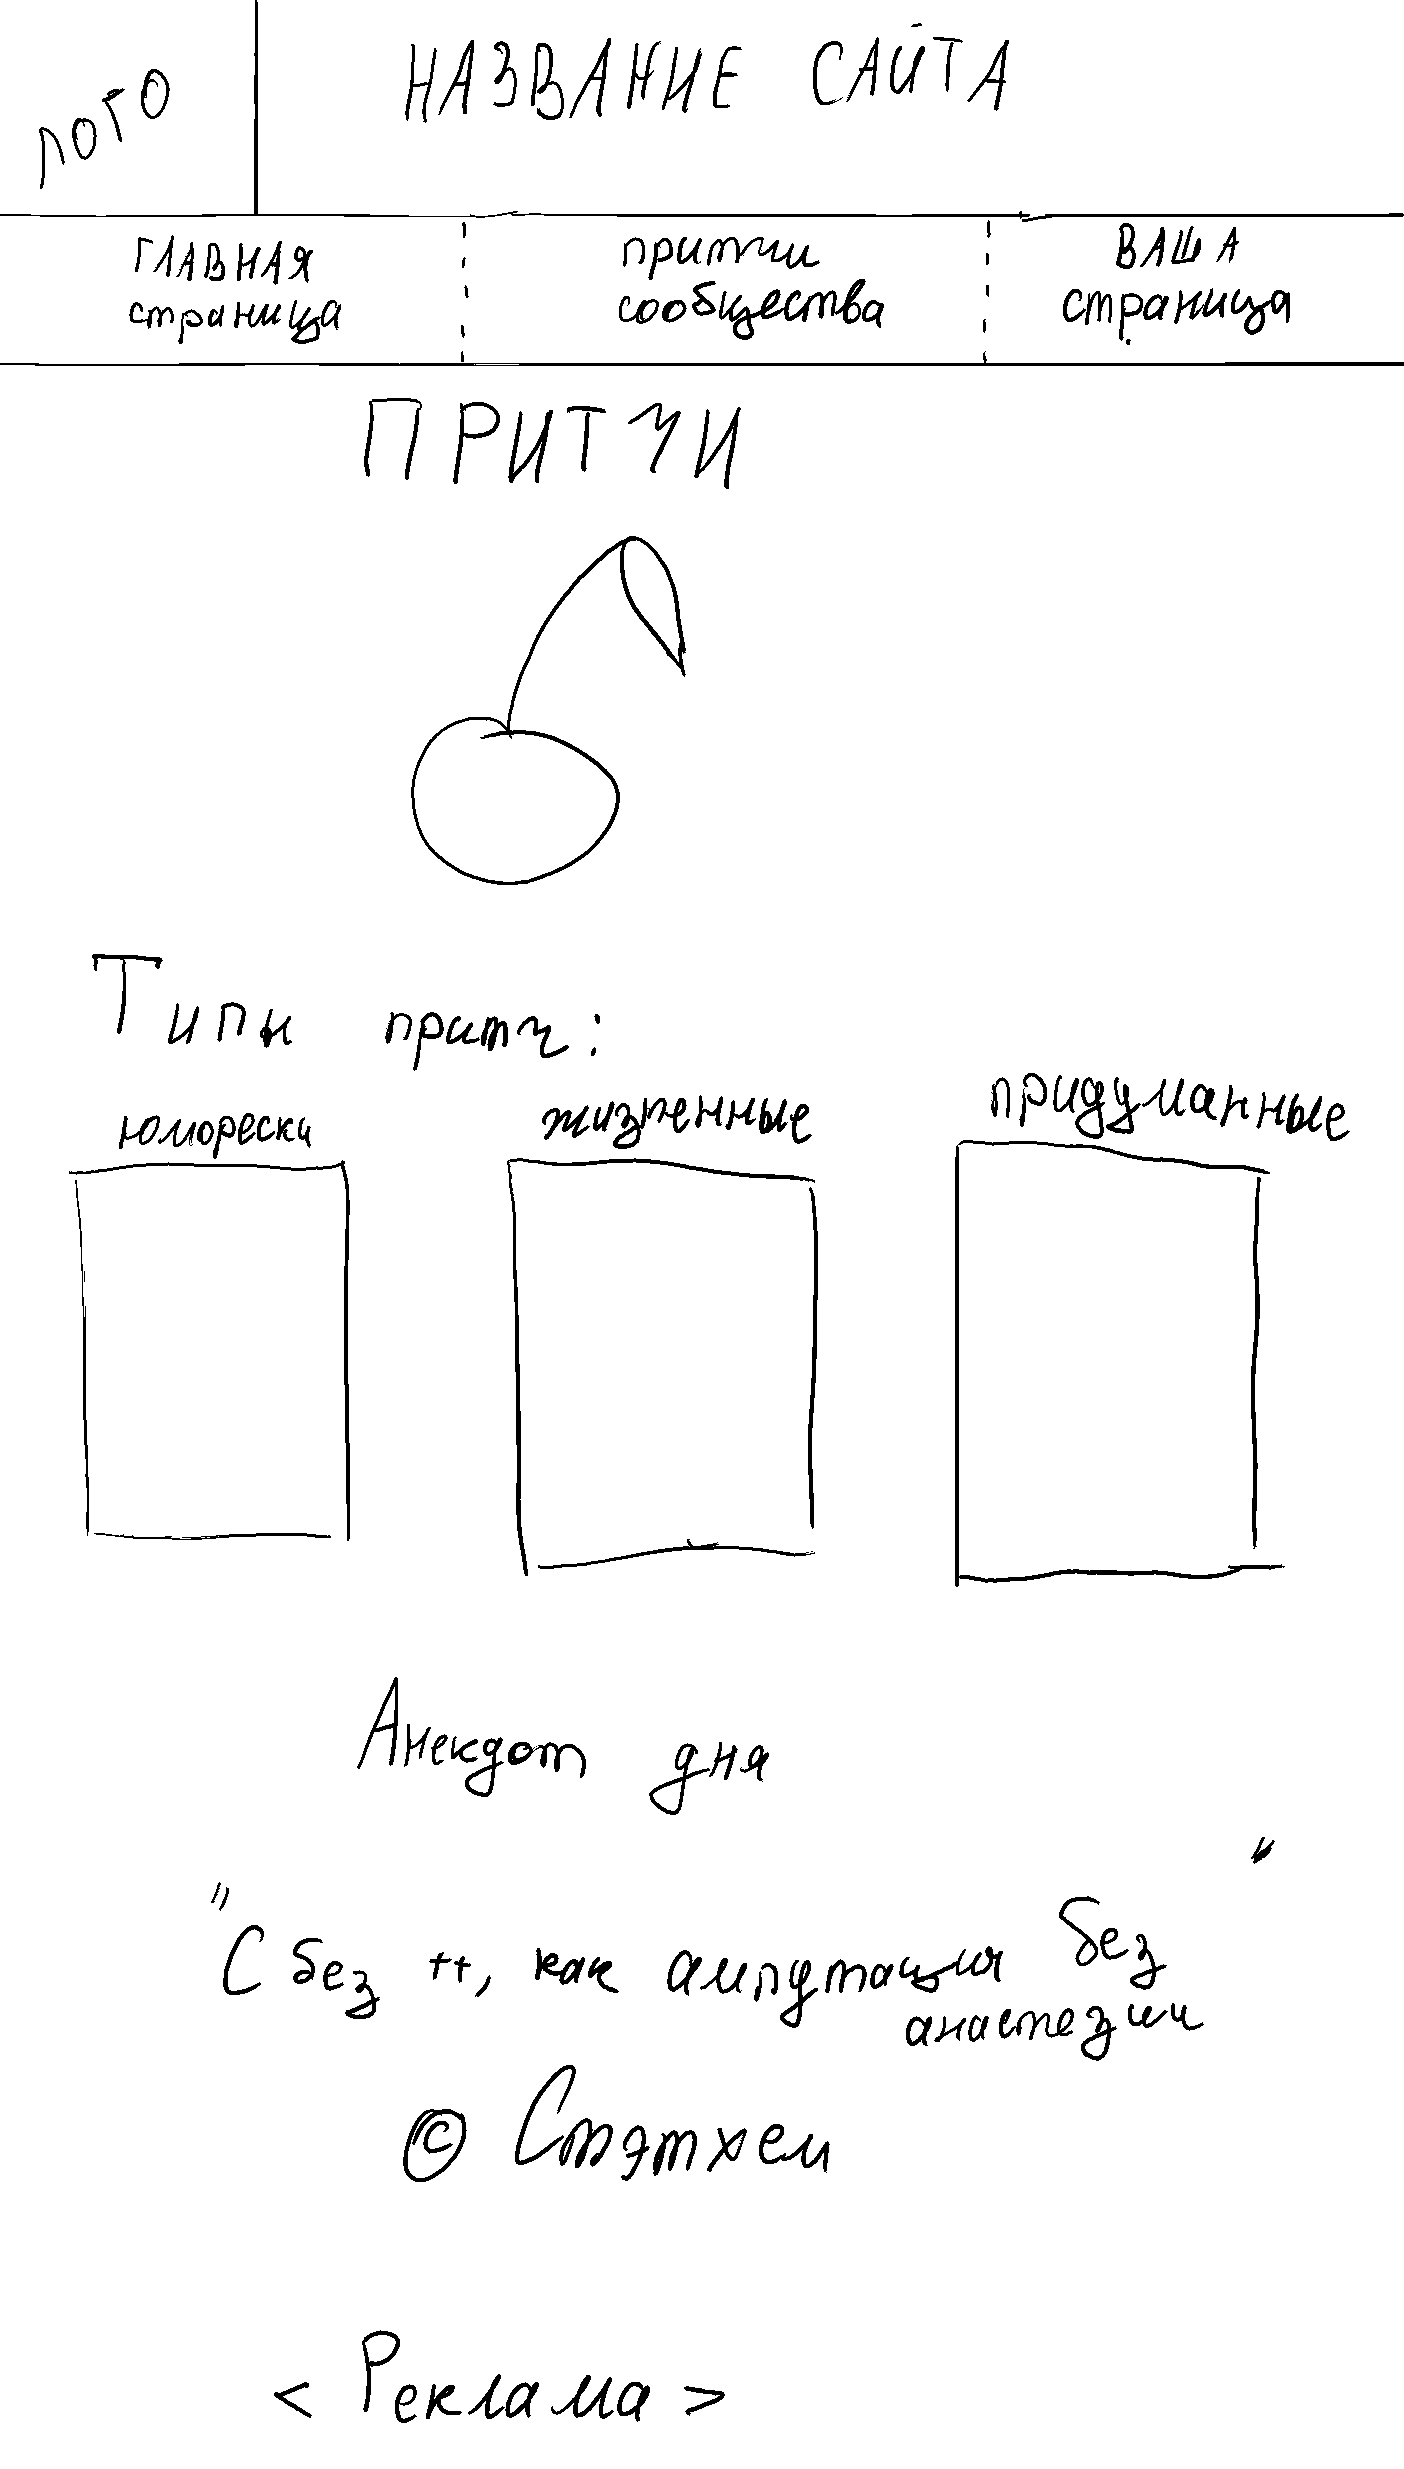 ЛОГО
НАЗВАНИЕ САЙТА
ГЛАВНАЯ
страница
притчи
сообщества
ВАША
страница
ПРИТЧИ
Типы притч:
юморески
жизненные
придуманные
Анекдот дня
"С без ++, как ампутация без
анастезии"
© Стэтхем
< Реклама >